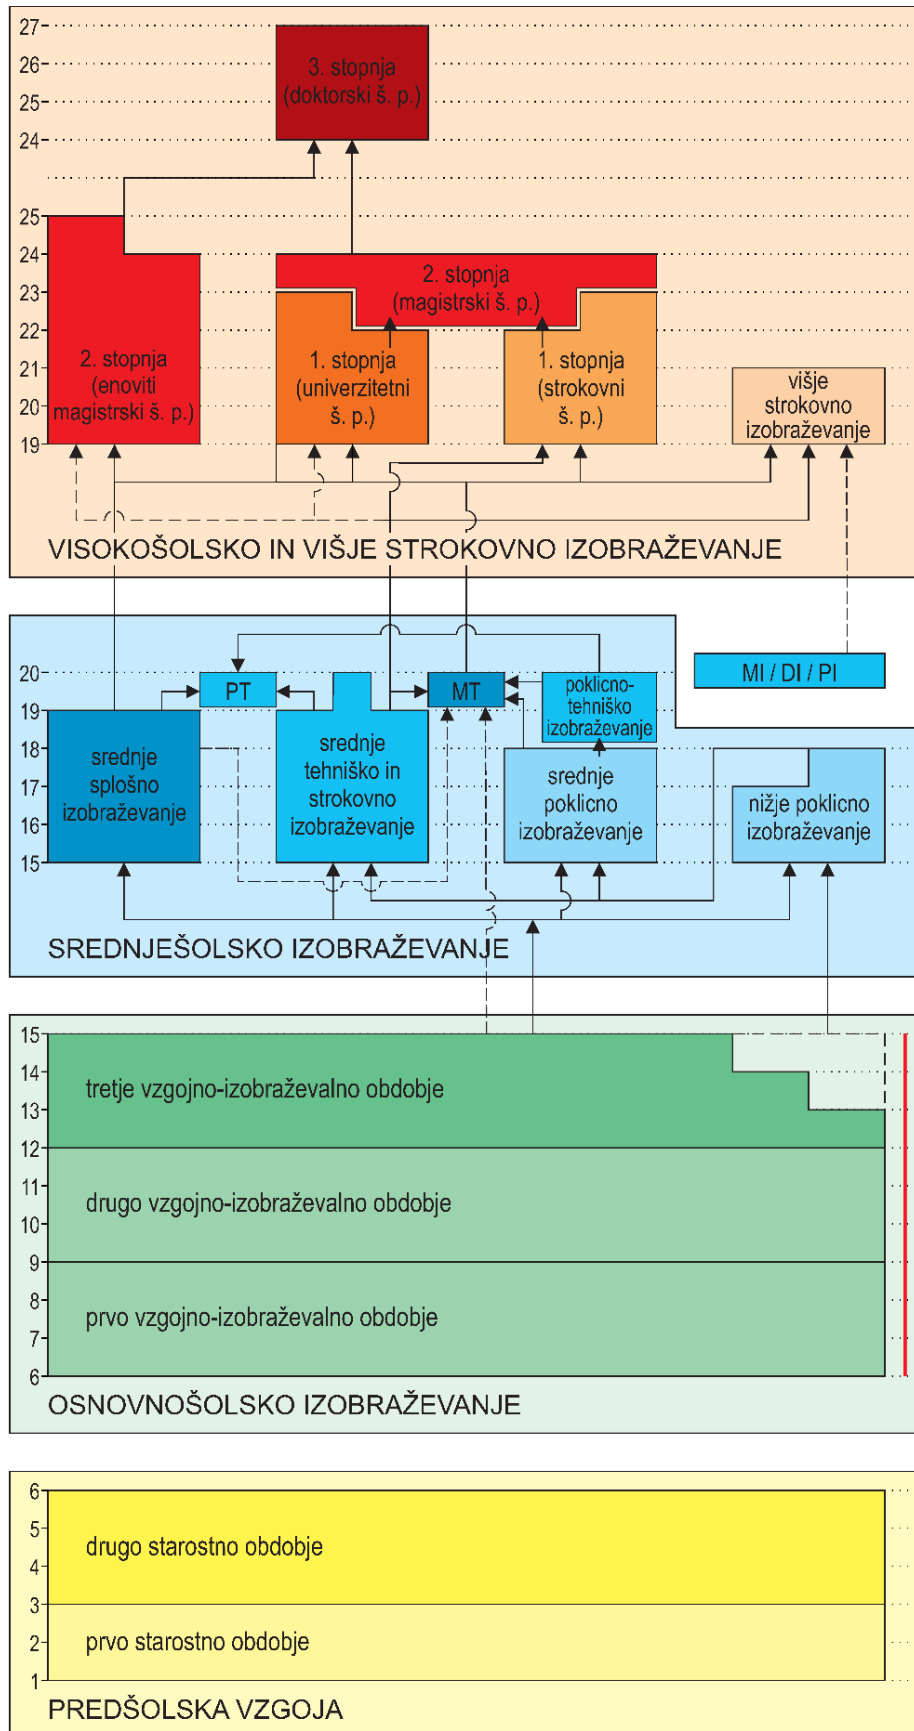 27
26
25
24
3. stopnja
(doktorski š. p.)
25
24
23
22
21
20
19
2. stopnja
(enoviti
magistrski š. p.)
2. stopnja
(magistrski š. p.)
1. stopnja
(univerzitetni
š. p.)
1. stopnja
(strokovni
š. p.)
višje
strokovno
izobraževanje
VISOKOŠOLSKO IN VIŠJE STROKOVNO IZOBRAŽEVANJE
MI / DI / PI
20
19
18
17
16
15
PT
MT
poklicno-
tehniško
izobraževanje
srednje
splošno
izobraževanje
srednje
tehniško in
strokovno
izobraževanje
srednje
poklicno
izobraževanje
nižje poklicno
izobraževanje
SREDNJEŠOLSKO IZOBRAŽEVANJE
15
14
13
12
11
10
9
8
7
6
tretje vzgojno-izobraževalno obdobje
drugo vzgojno-izobraževalno obdobje
prvo vzgojno-izobraževalno obdobje
OSNOVNOŠOLSKO IZOBRAŽEVANJE
6
5
4
3
2
1
drugo starostno obdobje
prvo starostno obdobje
PREDŠOLSKA VZGOJA